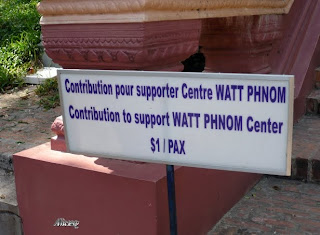 Contribution pour supporter Centre WATT PHNOM
Contribution to support WATT PHNOM Center
$1 / PAX